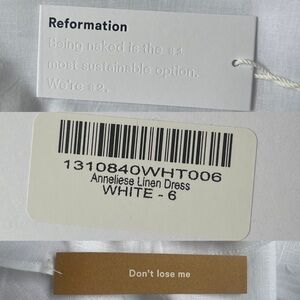 Reformation
Being naked is the #1
most sustainable option.
We're #2.
1310840WHT006
Anneliese Linen Dress
WHITE - 6
Don't lose me